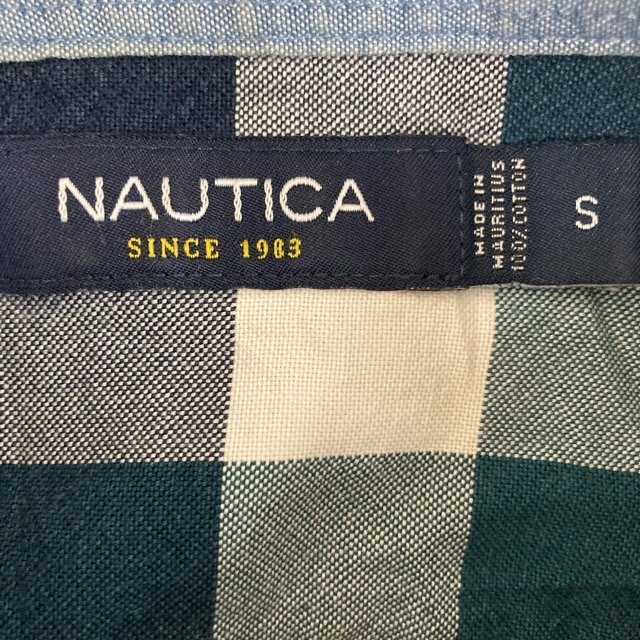 NAUTICA
SINCE 1983
MADE IN
MAURITIUS
100% COTTON
S